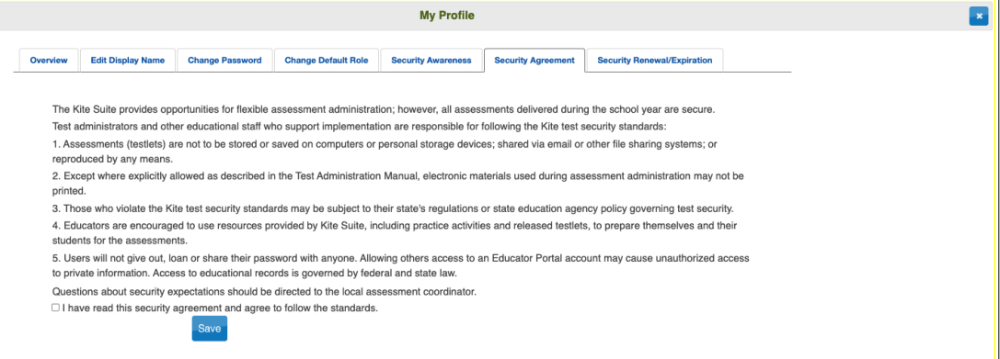 My Profile
x
Overview Edit Display Name Change Password Change Default Role Security Awareness Security Agreement Security Renewal/Expiration
The Kite Suite provides opportunities for flexible assessment administration; however, all assessments delivered during the school year are secure.
Test administrators and other educational staff who support implementation are responsible for following the Kite test security standards:
1. Assessments (testlets) are not to be stored or saved on computers or personal storage devices; shared via email or other file sharing systems; or
reproduced by any means.
2. Except where explicitly allowed as described in the Test Administration Manual, electronic materials used during assessment administration may not be
printed.
3. Those who violate the Kite test security standards may be subject to their state's regulations or state education agency policy governing test security.
4. Educators are encouraged to use resources provided by Kite Suite, including practice activities and released testlets, to prepare themselves and their
students for the assessments.
5. Users will not give out, loan or share their password with anyone. Allowing others access to an Educator Portal account may cause unauthorized access
to private information. Access to educational records is governed by federal and state law.
Questions about security expectations should be directed to the local assessment coordinator.
I have read this security agreement and agree to follow the standards.
Save